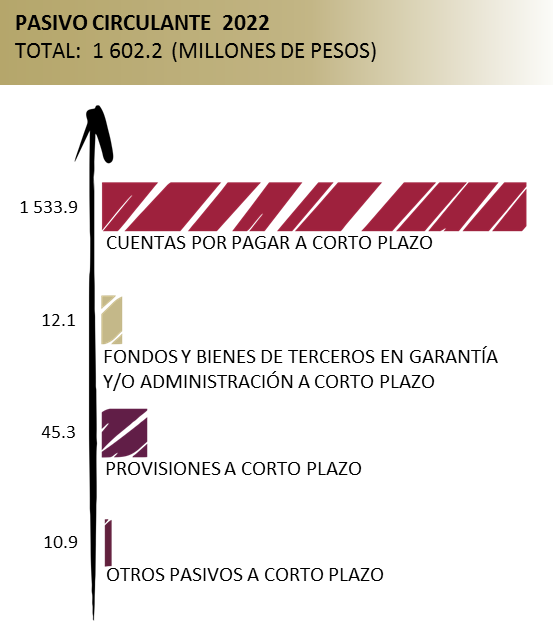 PASIVO CIRCULANTE 2022
TOTAL: 1 602.2 (MILLONES DE PESOS)
1 533.9
CUENTAS POR PAGAR A CORTO PLAZO
12.1
FONDOS Y BIENES DE TERCEROS EN GARANTÍA
Y/O ADMINISTRACIÓN A CORTO PLAZO
45.3
PROVISIONES A CORTO PLAZO
10.9
OTROS PASIVOS A CORTO PLAZO